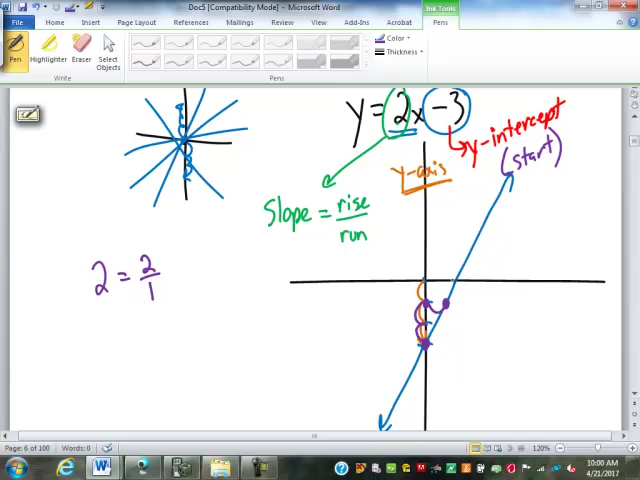 Doc5 [Compatibility Mode] - Microsoft Word
Ink Tools
File Home Insert Page Layout References Mailings Review View Add-Ins Acrobat Pens
Pen Highlighter Eraser Select Objects
Color
Thickness
Write
Pens
y = 2x - 3
y-intercept
(start)
y-axis
Slope = rise
run
2 = 2
1
Page: 6 of 100 Words: 0 120%
10:00 AM
4/21/2017